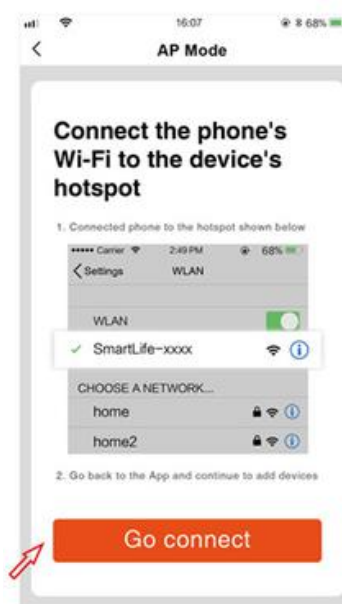 16:07 68%
AP Mode
Connect the phone's
Wi-Fi to the device's
hotspot
1. Connected phone to the hotspot shown below
Carrier 2:49 PM 68%
Settings WLAN
WLAN
SmartLife-xxxx
CHOOSE A NETWORK...
home
home2
2. Go back to the App and continue to add devices
Go connect